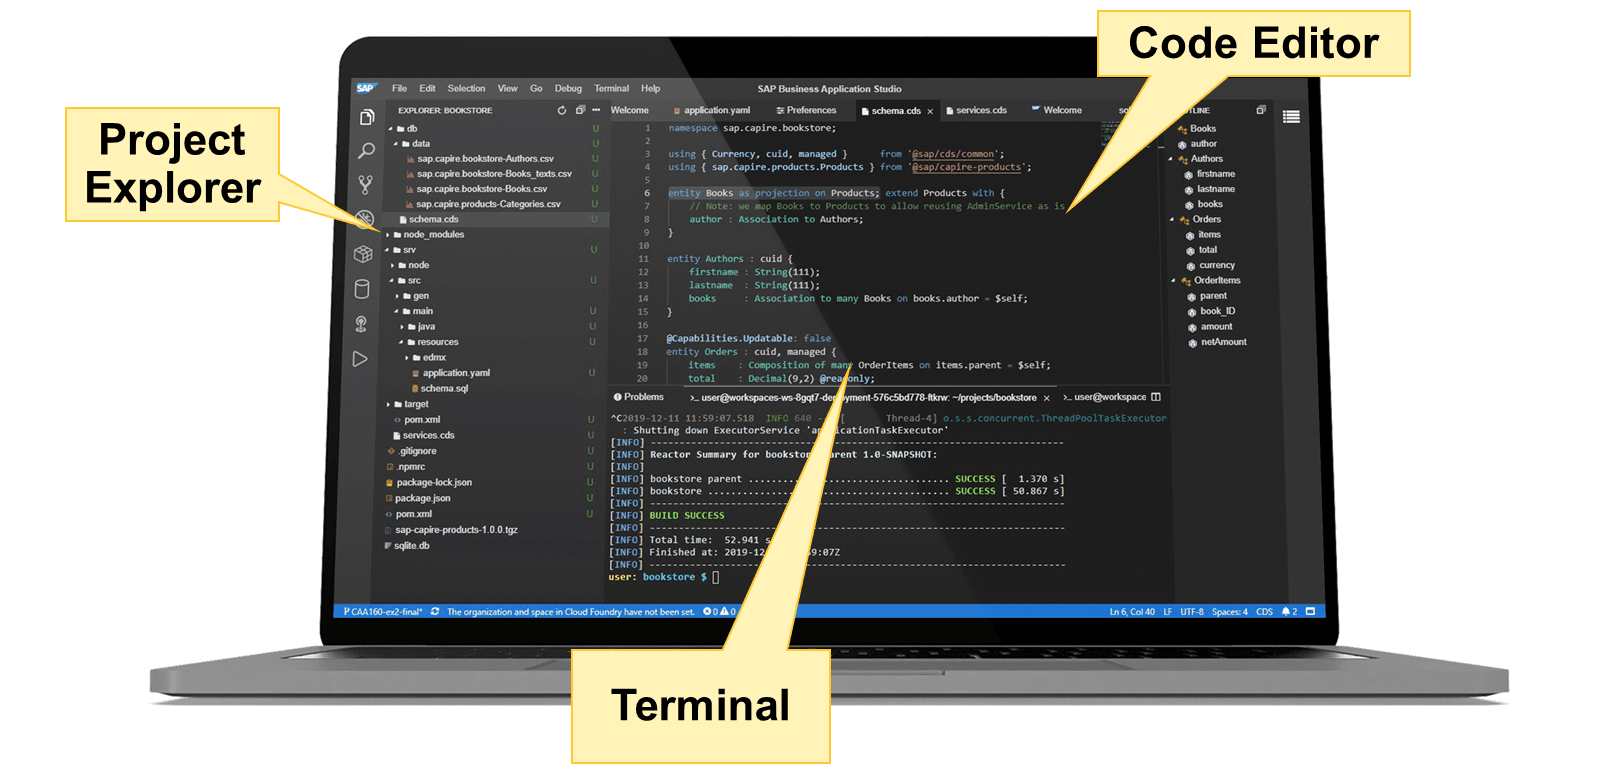 Code Editor
Project
Explorer
Terminal
SAP File Edit Selection View Go Debug Terminal Help
SAP Business Application Studio
EXPLORER: BOOKSTORE
db U
data U
sap.capire.bookstore-Authors.csv U
sap.capire.bookstore-Books_texts.csv U
sap.capire.bookstore-Books.csv U
sap.capire.products-Categories.csv U
schema.cds U
node_modules
srv U
node
src U
gen
main U
java U
resources U
edmx
application.yaml U
schema.sql
target
pom.xml U
services.cds U
.gitignore U
.npmrc U
package-lock.json U
package.json U
pom.xml U
sap-capire-products-1.0.0.tgz
sqlite.db
Welcome application.yaml Preferences schema.cds × services.cds Welcome
1 namespace sap.capire.bookstore;
2
3 using { Currency, cuid, managed } from '@sap/cds/common';
4 using { sap.capire.products.Products } from '@sap/capire-products';
5
6 entity Books as projection on Products; extend Products with {
7 // Note: we map Books to Products to allow reusing AdminService as is
8 author : Association to Authors;
9 }
10
11 entity Authors : cuid {
12 firstname : String(111);
13 lastname : String(111);
14 books : Association to many Books on books.author = $self;
15 }
16
17 @Capabilities.Updatable: false
18 entity Orders : cuid, managed {
19 items : Composition of many OrderItems on items.parent = $self;
20 total : Decimal(9,2) @readonly;
Books
author
Authors
firstname
lastname
books
Orders
items
total
currency
OrderItems
parent
book_ID
amount
netAmount
Problems >_ user@workspaces-ws-8gqt7-deployment-576c5bd778-ftkrw: ~/projects/bookstore × >_ user@workspace
^C2019-12-11 11:59:07.518 INFO 640 --- [ Thread-4] o.s.s.concurrent.ThreadPoolTaskExecutor
: Shutting down ExecutorService 'applicationTaskExecutor'
[INFO] ------------------------------------------------------------------------
[INFO] Reactor Summary for bookstore parent 1.0-SNAPSHOT:
[INFO]
[INFO] bookstore parent ................................... SUCCESS [ 1.370 s]
[INFO] bookstore .......................................... SUCCESS [ 50.867 s]
[INFO] ------------------------------------------------------------------------
[INFO] BUILD SUCCESS
[INFO] ------------------------------------------------------------------------
[INFO] Total time: 52.941 s
[INFO] Finished at: 9:07Z
[INFO] ------------------------------------------------------------------------
user: bookstore $
CAA160-ex2-final* The organization and space in Cloud Foundry have not been set. 0 0
Ln 6, Col 40 LF UTF-8 Spaces: 4 CDS 2